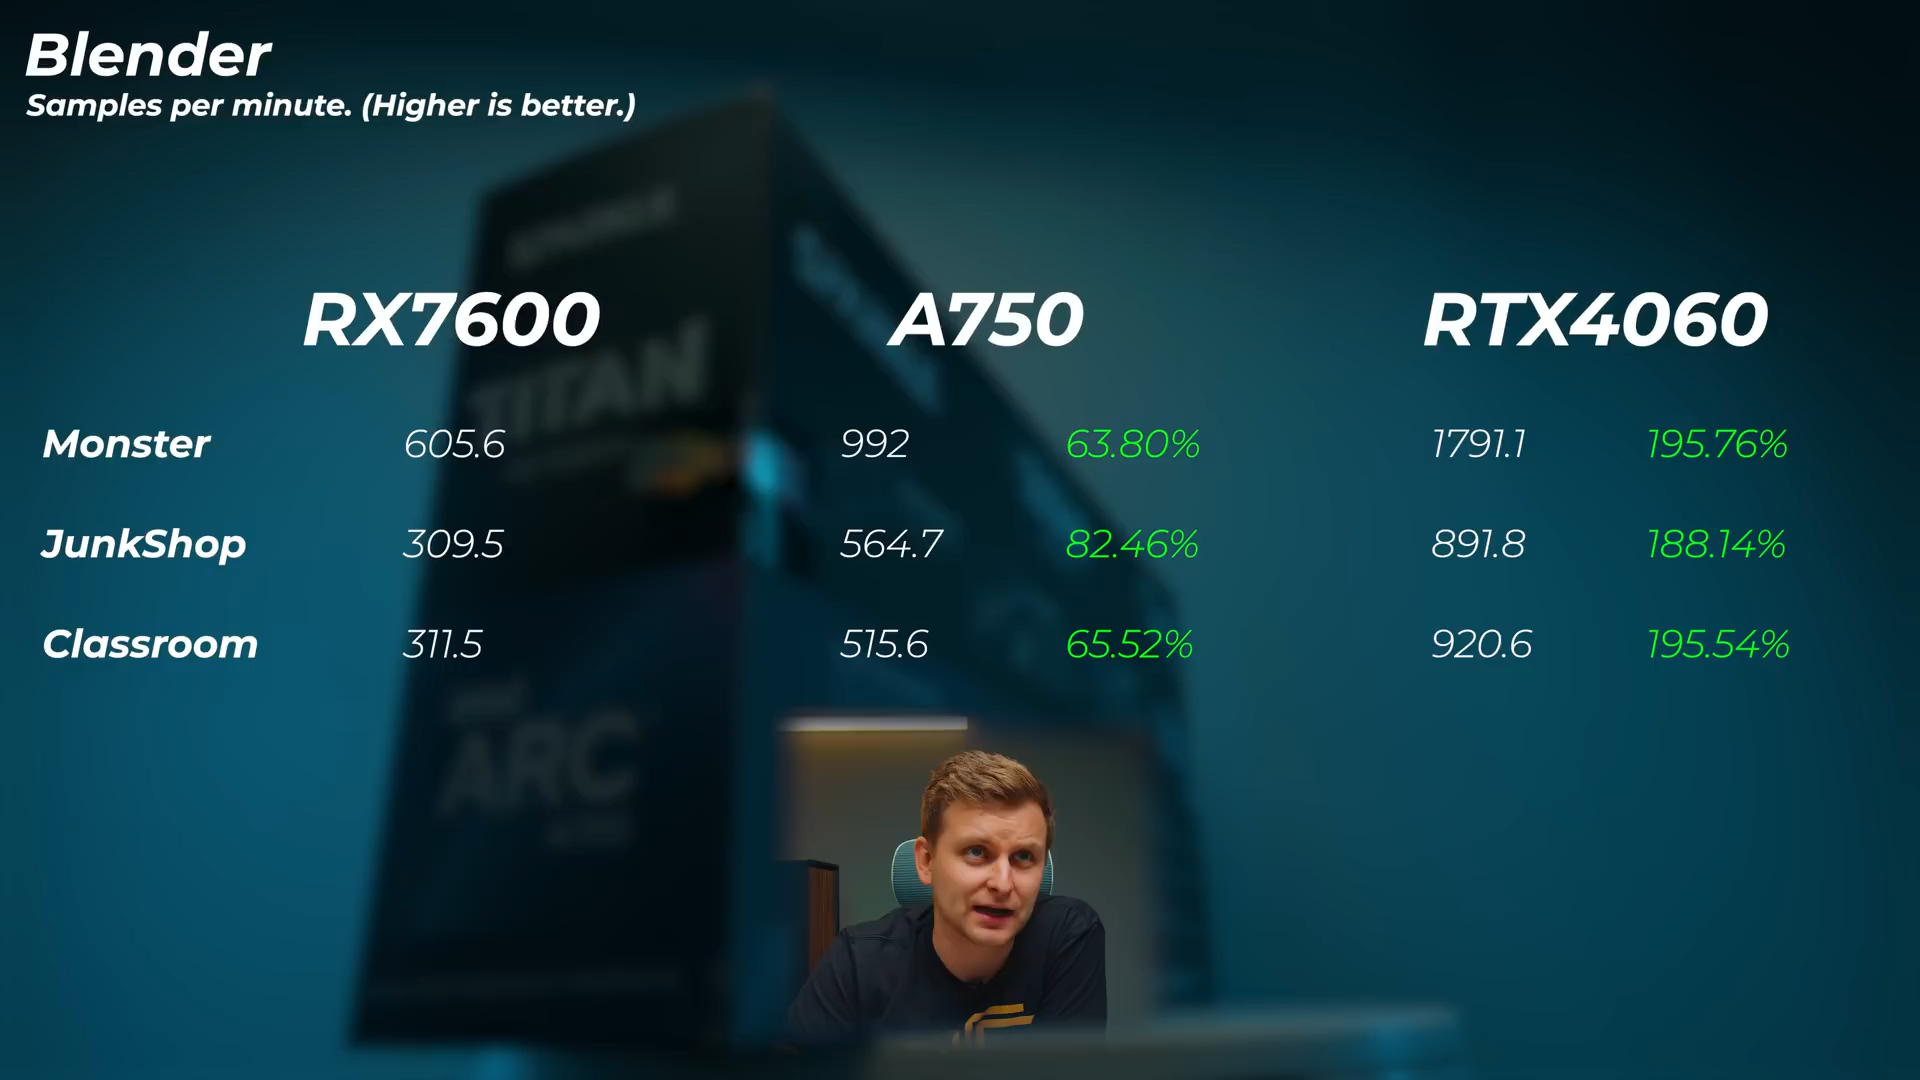 Blender
Samples per minute. (Higher is better.)
RX7600 A750 RTX4060
Monster 605.6 992 63.80% 1791.1 195.76%
JunkShop 309.5 564.7 82.46% 891.8 188.14%
Classroom 311.5 515.6 65.52% 920.6 195.54%
TITAN
ARC